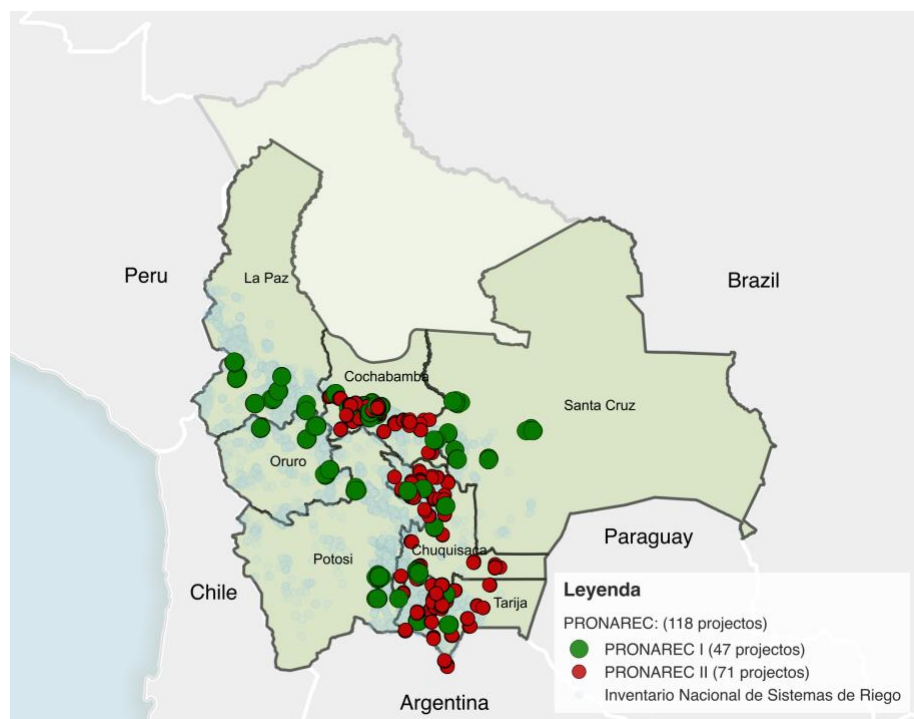 Peru
La Paz
Brazil
Cochabamba
Santa Cruz
Oruro
Paraguay
Potosi
Chuquisaca
Chile
Tarija
Argentina
Leyenda
PRONAREC: (118 projectos)
PRONAREC I (47 projectos)
PRONAREC II (71 projectos)
Inventario Nacional de Sistemas de Riego